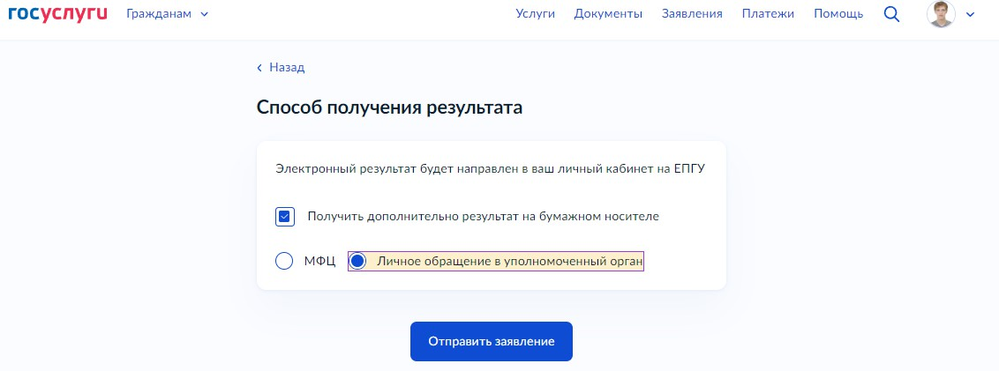 госуслуги Гражданам Услуги Документы Заявления Платежи Помощь
Назад
Способ получения результата
Электронный результат будет направлен в ваш личный кабинет на ЕПГУ
Получить дополнительно результат на бумажном носителе
МФЦ Личное обращение в уполномоченный орган
Отправить заявление